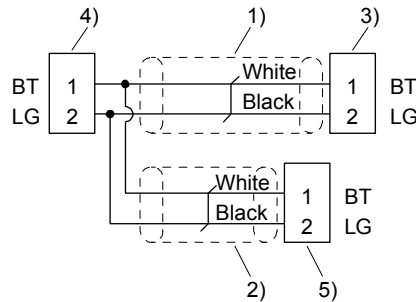 4) 1) 3)
White
BT 1 1 BT
Black
LG 2 2 LG
White
1 BT
Black
2 LG
2) 5)